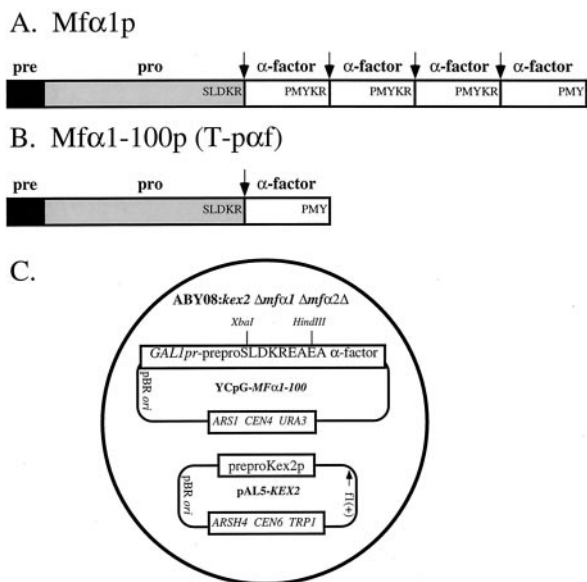 A. Mfα1p
pre pro α-factor α-factor α-factor α-factor
SLDKR PMYKR PMYKR PMYKR PMY
B. Mfα1-100p (T-pαf)
pre pro α-factor
SLDKR PMY
C.
ABY08:kex2 Δmfα1 Δmfα2Δ
XbaI HindIII
GAL1pr-preproSLDKREAEA α-factor
pBR ori
YCpG-MFα1-100
ARS1 CEN4 URA3
preproKex2p
pBR ori
pAL5-KEX2
f1(+)
ARSH4 CEN6 TRP1